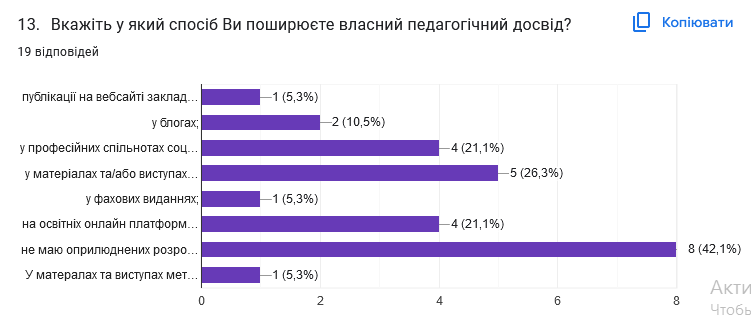 13. Вкажіть у який спосіб Ви поширюєте власний педагогічний досвід?
Копіювати
19 відповідей
публікації на вебсайті заклад…
1 (5,3%)
у блогах;
2 (10,5%)
у професійних спільнотах соц…
4 (21,1%)
у матеріалах та/або виступах…
5 (26,3%)
у фахових виданнях;
1 (5,3%)
на освітніх онлайн платформ…
4 (21,1%)
не маю оприлюднених розро…
8 (42,1%)
У матералах та виступах мет…
1 (5,3%)
0 2 4 6 8
Акти
Чтобь